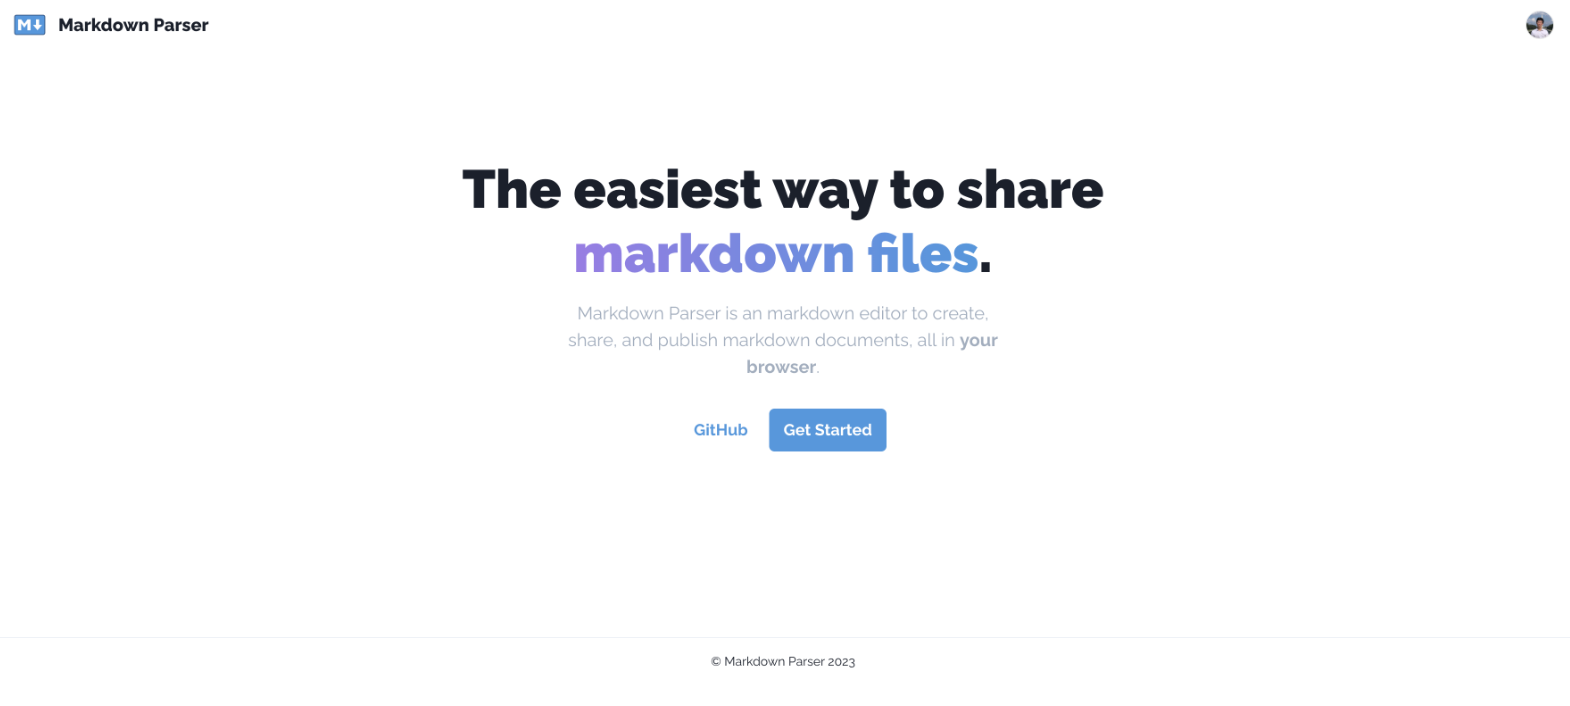 M↓ Markdown Parser
The easiest way to share
markdown files.
Markdown Parser is an markdown editor to create,
share, and publish markdown documents, all in your
browser.
GitHub Get Started
© Markdown Parser 2023